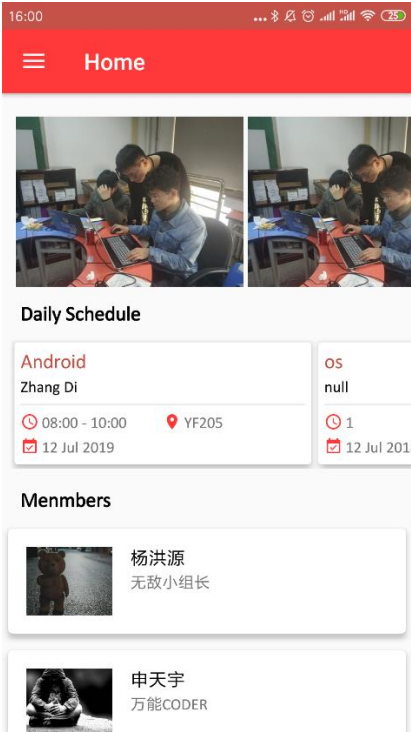 16:00
HD
25
Home
Daily Schedule
Android
Zhang Di
08:00 - 10:00
YF205
12 Jul 2019
os
null
1
12 Jul 201
Menmbers
杨洪源
无敌小组长
申天宇
万能CODER